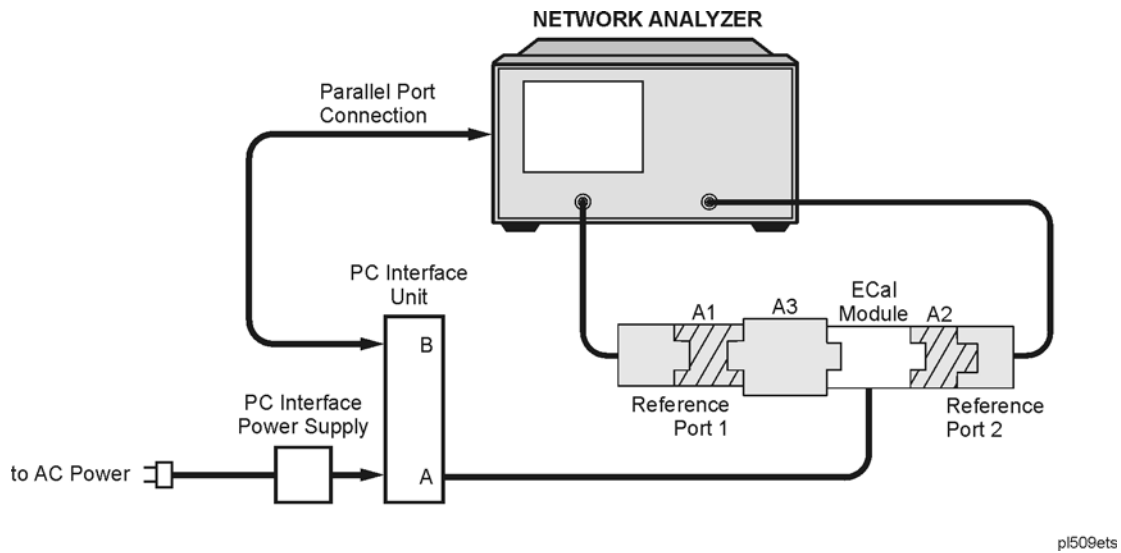 NETWORK ANALYZER
Parallel Port
Connection
PC Interface
Unit
ECal
Module
A1
A3
A2
B
PC Interface
Power Supply
Reference
Port 1
Reference
Port 2
to AC Power
A
pl509ets